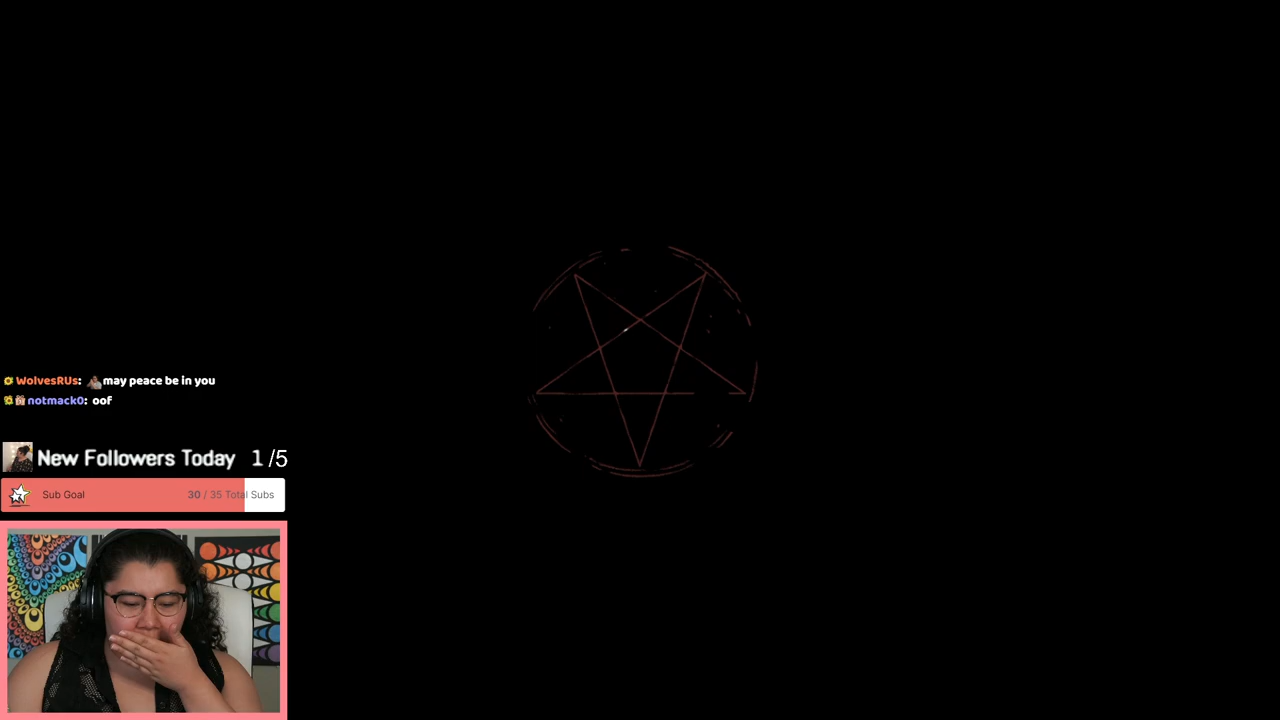 WolvesRUs: may peace be in you
notmack0: oof
New Followers Today 1 /5
Sub Goal 30 / 35 Total Subs